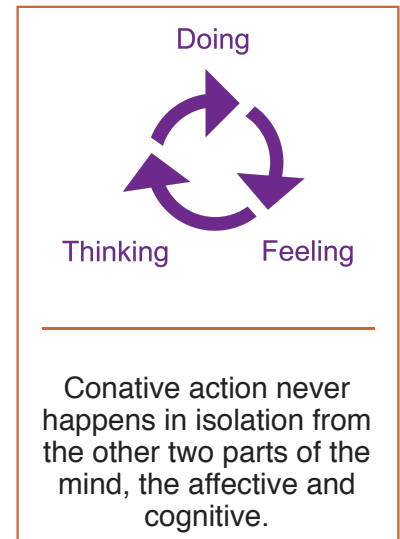 Doing
Thinking Feeling
Conative action never
happens in isolation from
the other two parts of the
mind, the affective and
cognitive.